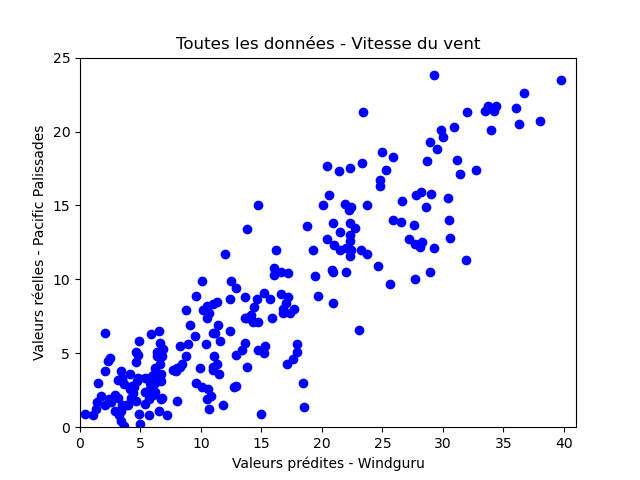 Toutes les données - Vitesse du vent
25
20
15
10
5
0
Valeurs réelles - Pacific Palissades
0 5 10 15 20 25 30 35 40
Valeurs prédites - Windguru